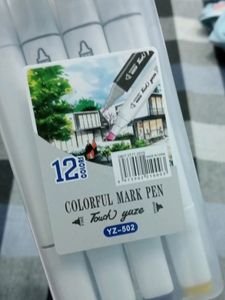 12
COLORS
COLORFUL MARK PEN
Touch yuze
YZ-502